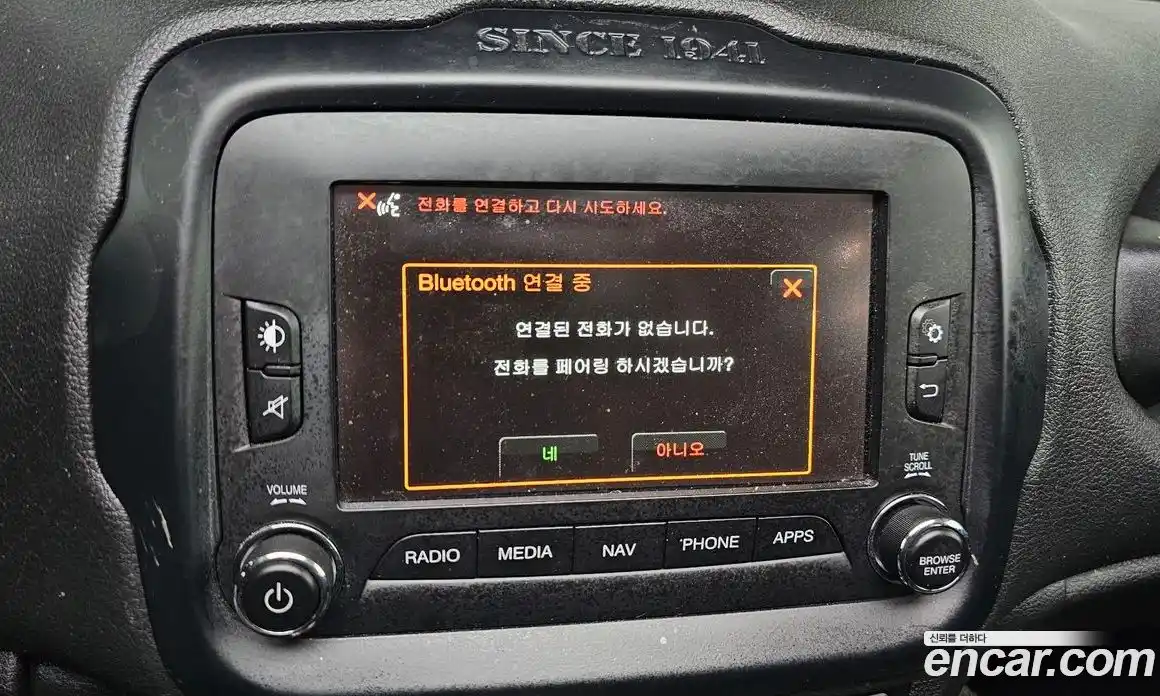 SINCE 1941
전화를 연결하고 다시 시도하세요.
Bluetooth 연결 중
연결된 전화가 없습니다.
전화를 페어링 하시겠습니까?
네
아니오
VOLUME
TUNE
SCROLL
RADIO
MEDIA
NAV
PHONE
APPS
BROWSE
ENTER
신뢰를 더하다
encar.com